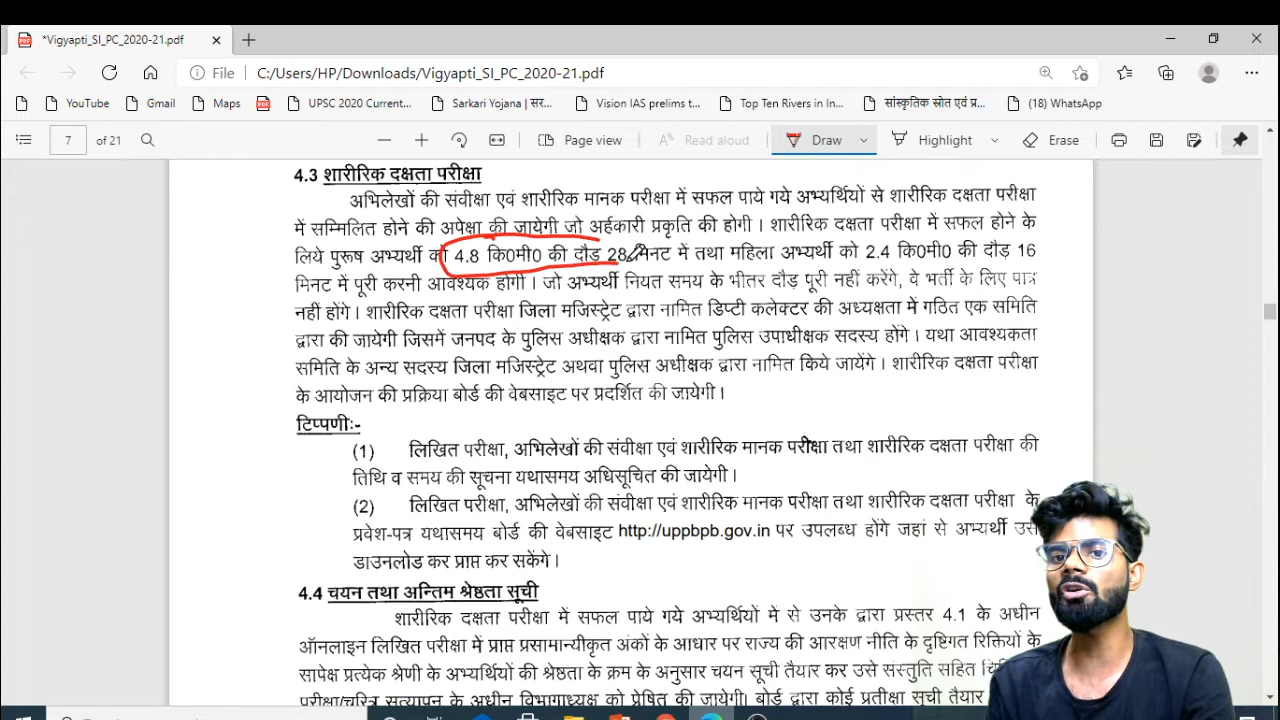 *Vigyapti_SI_PC_2020-21.pdf
File C:/Users/HP/Downloads/Vigyapti_SI_PC_2020-21.pdf
YouTube Gmail Maps UPSC 2020 Current... Sarkari Yojana | सर... Vision IAS prelims t... Top Ten Rivers in In... सांस्कृतिक स्रोत एवं प्र... (18) WhatsApp
7 of 21 Page view Read aloud Draw Highlight Erase
4.3 शारीरिक दक्षता परीक्षा
अभिलेखों की संवीक्षा एवं शारीरिक मानक परीक्षा में सफल पाये गये अभ्यर्थियों से शारीरिक दक्षता परीक्षा
में सम्मिलित होने की अपेक्षा की जायेगी जो अर्हकारी प्रकृति की होगी । शारीरिक दक्षता परीक्षा में सफल होने के
लिये पुरूष अभ्यर्थी को 4.8 कि0मी0 की दौड़ 28 मिनट में तथा महिला अभ्यर्थी को 2.4 कि0मी0 की दौड़ 16
मिनट में पूरी करनी आवश्यक होगी । जो अभ्यर्थी नियत समय के भीतर दौड़ पूरी नहीं करेंगे, वे भर्ती के लिए पात्र
नहीं होंगे । शारीरिक दक्षता परीक्षा जिला मजिस्ट्रेट द्वारा नामित डिप्टी कलेक्टर की अध्यक्षता में गठित एक समिति
द्वारा की जायेगी जिसमें जनपद के पुलिस अधीक्षक द्वारा नामित पुलिस उपाधीक्षक सदस्य होंगे । यथा आवश्यकता
समिति के अन्य सदस्य जिला मजिस्ट्रेट अथवा पुलिस अधीक्षक द्वारा नामित किये जायेंगे । शारीरिक दक्षता परीक्षा
के आयोजन की प्रक्रिया बोर्ड की वेबसाइट पर प्रदर्शित की जायेगी ।
टिप्पणी:-
(1) लिखित परीक्षा, अभिलेखों की संवीक्षा एवं शारीरिक मानक परीक्षा तथा शारीरिक दक्षता परीक्षा की
तिथि व समय की सूचना यथासमय अधिसूचित की जायेगी ।
(2) लिखित परीक्षा, अभिलेखों की संवीक्षा एवं शारीरिक मानक परीक्षा तथा शारीरिक दक्षता परीक्षा के
प्रवेश-पत्र यथासमय बोर्ड की वेबसाइट http://uppbpb.gov.in पर उपलब्ध होंगे जहां से अभ्यर्थी उसे
डाउनलोड कर प्राप्त कर सकेंगे ।
4.4 चयन तथा अन्तिम श्रेष्ठता सूची
शारीरिक दक्षता परीक्षा में सफल पाये गये अभ्यर्थियों में से उनके द्वारा प्रस्तर 4.1 के अधीन
ऑनलाइन लिखित परीक्षा में प्राप्त प्रसामान्यीकृत अंकों के आधार पर राज्य की आरक्षण नीति के दृष्टिगत रिक्तियों के
सापेक्ष प्रत्येक श्रेणी के अभ्यर्थियों की श्रेष्ठता के क्रम के अनुसार चयन सूची तैयार कर उसे संस्तुति सहित
परीक्षा/चरित्र सत्यापन के अधीन विभागाध्यक्ष को प्रेषित की जायेगी। बोर्ड द्वारा कोई प्रतीक्षा सूची तैयार